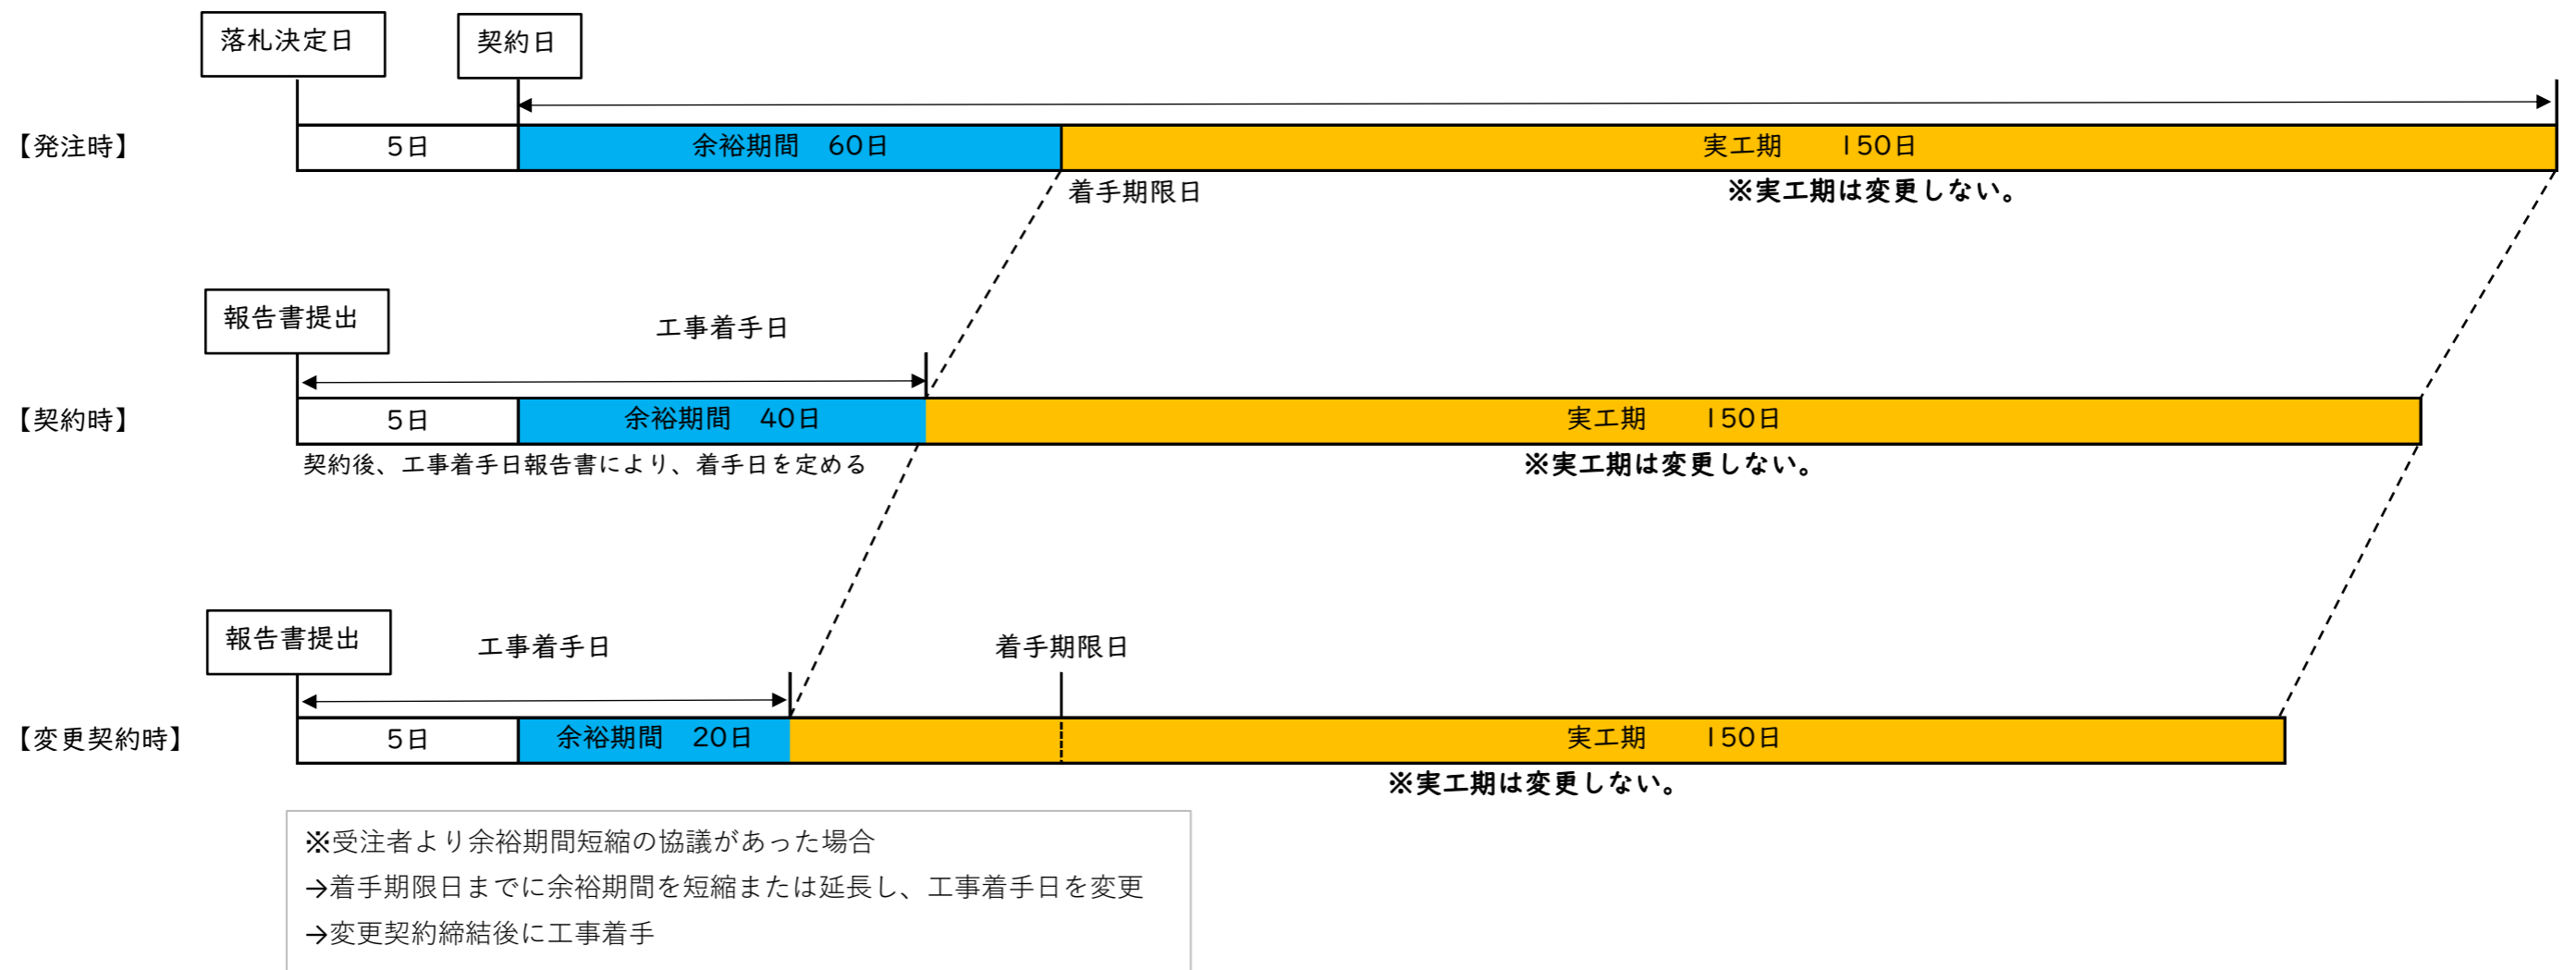 落札決定日
契約日
【発注時】
5日
余裕期間　60日
実工期　　150日
着手期限日
※実工期は変更しない。
報告書提出
工事着手日
【契約時】
5日
余裕期間　40日
実工期　　150日
契約後、工事着手日報告書により、着手日を定める
※実工期は変更しない。
報告書提出
工事着手日
着手期限日
【変更契約時】
5日
余裕期間　20日
実工期　　150日
※実工期は変更しない。
※受注者より余裕期間短縮の協議があった場合
→着手期限日までに余裕期間を短縮または延長し、工事着手日を変更
→変更契約締結後に工事着手